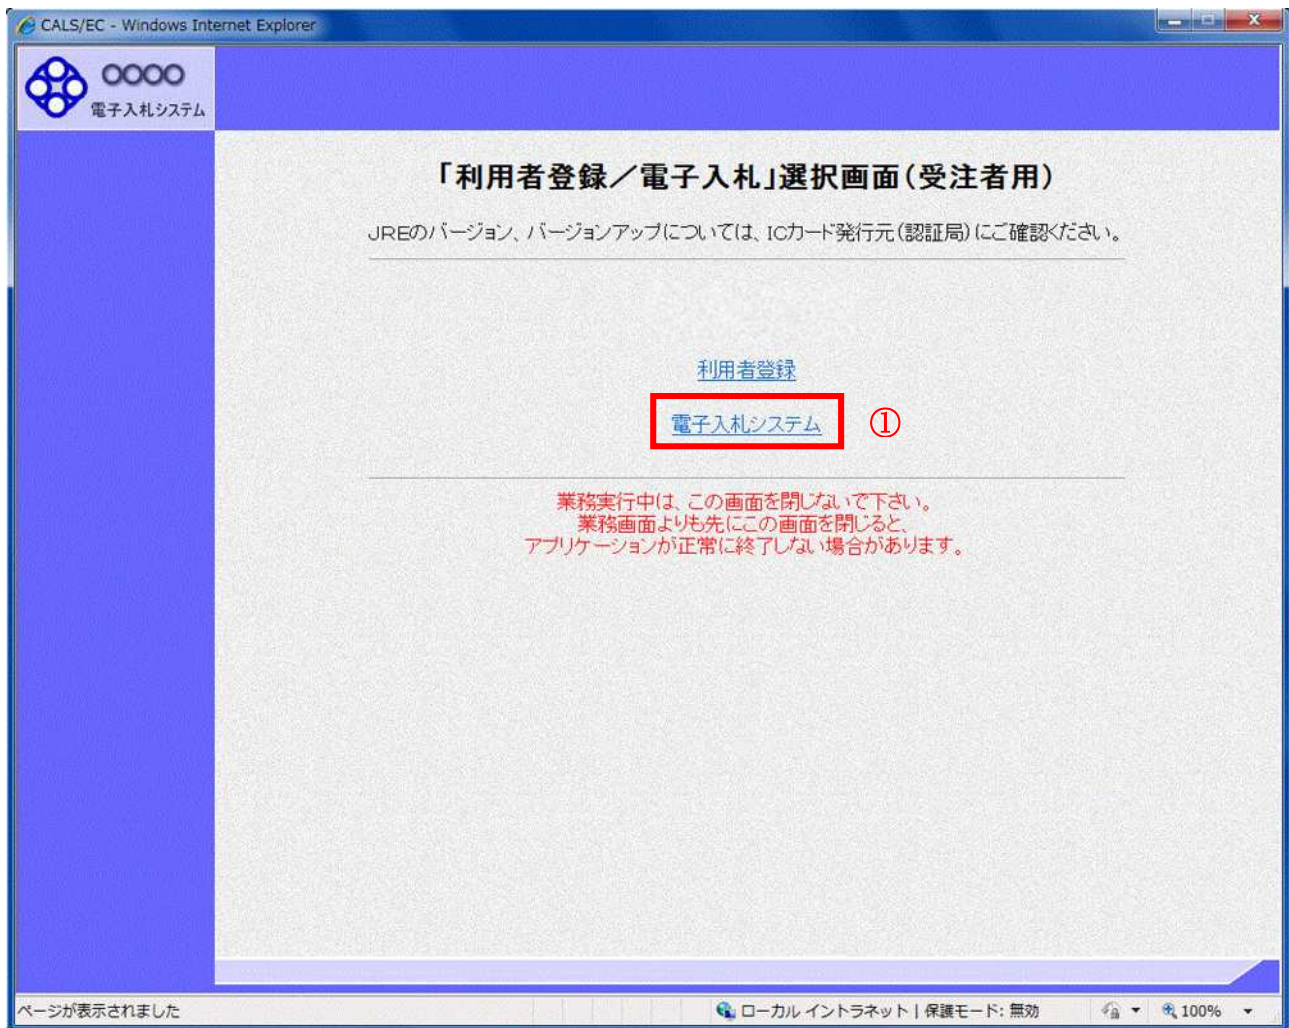 CALS/EC - Windows Internet Explorer
〇〇〇〇
電子入札システム
「利用者登録／電子入札」選択画面(受注者用)
JREのバージョン、バージョンアップについては、ICカード発行元(認証局)にご確認ください。
利用者登録
電子入札システム ①
業務実行中は、この画面を閉じないで下さい。
業務画面よりも先にこの画面を閉じると、
アプリケーションが正常に終了しない場合があります。
ページが表示されました
ローカル イントラネット | 保護モード: 無効
100%